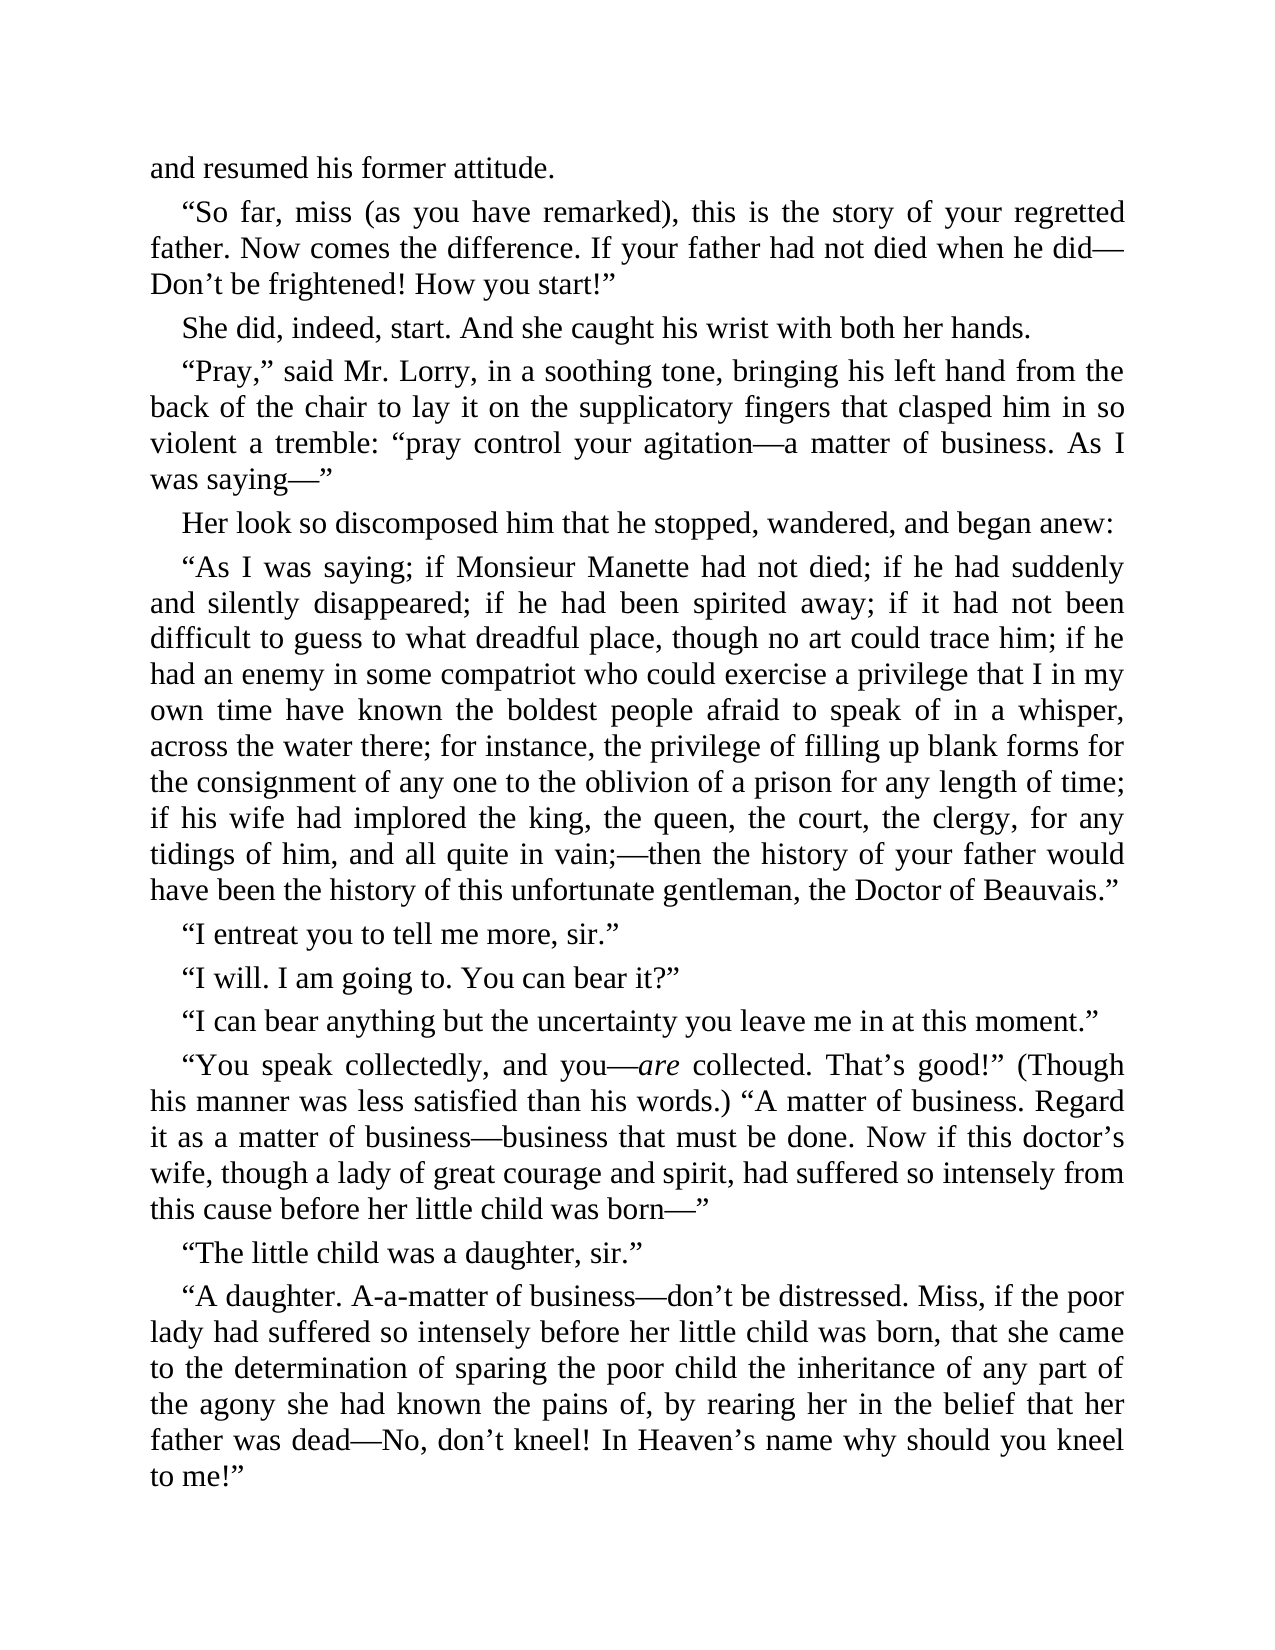 and resumed his former attitude.
“So far, miss (as you have remarked), this is the story of your regretted
father. Now comes the difference. If your father had not died when he did—
Don’t be frightened! How you start!”
She did, indeed, start. And she caught his wrist with both her hands.
“Pray,” said Mr. Lorry, in a soothing tone, bringing his left hand from the
back of the chair to lay it on the supplicatory fingers that clasped him in so
violent a tremble: “pray control your agitation—a matter of business. As I
was saying—”
Her look so discomposed him that he stopped, wandered, and began anew:
“As I was saying; if Monsieur Manette had not died; if he had suddenly
and silently disappeared; if he had been spirited away; if it had not been
difficult to guess to what dreadful place, though no art could trace him; if he
had an enemy in some compatriot who could exercise a privilege that I in my
own time have known the boldest people afraid to speak of in a whisper,
across the water there; for instance, the privilege of filling up blank forms for
the consignment of any one to the oblivion of a prison for any length of time;
if his wife had implored the king, the queen, the court, the clergy, for any
tidings of him, and all quite in vain;—then the history of your father would
have been the history of this unfortunate gentleman, the Doctor of Beauvais.”
“I entreat you to tell me more, sir.”
“I will. I am going to. You can bear it?”
“I can bear anything but the uncertainty you leave me in at this moment.”
“You speak collectedly, and you—are collected. That’s good!” (Though
his manner was less satisfied than his words.) “A matter of business. Regard
it as a matter of business—business that must be done. Now if this doctor’s
wife, though a lady of great courage and spirit, had suffered so intensely from
this cause before her little child was born—”
“The little child was a daughter, sir.”
“A daughter. A-a-matter of business—don’t be distressed. Miss, if the poor
lady had suffered so intensely before her little child was born, that she came
to the determination of sparing the poor child the inheritance of any part of
the agony she had known the pains of, by rearing her in the belief that her
father was dead—No, don’t kneel! In Heaven’s name why should you kneel
to me!”